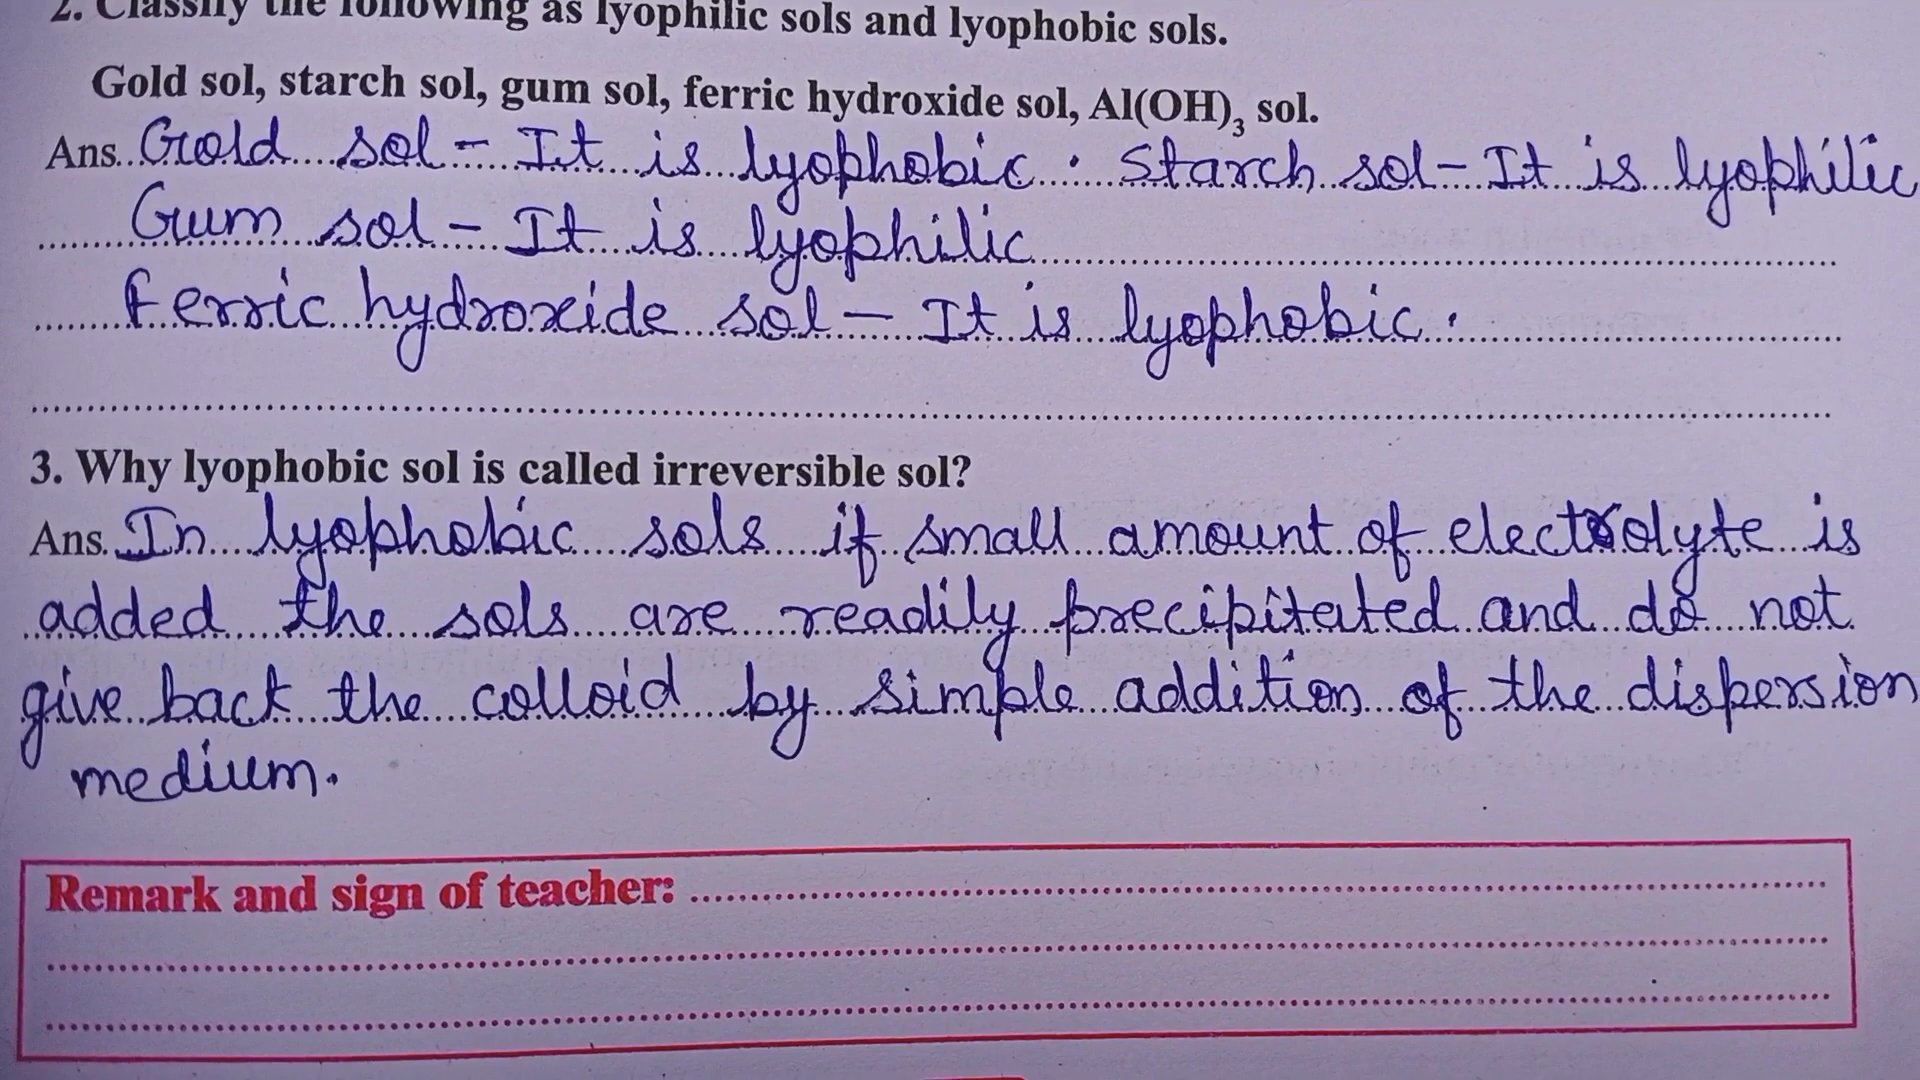 2. Classify the following as lyophilic sols and lyophobic sols.
Gold sol, starch sol, gum sol, ferric hydroxide sol, Al(OH)₃ sol.
Ans. Gold sol - It is lyophobic. Starch sol - It is lyophilic
Gum sol - It is lyophilic
Ferric hydroxide sol - It is lyophobic.
3. Why lyophobic sol is called irreversible sol?
Ans. In lyophobic sols if small amount of electrolyte is
added the sols are readily precipitated and do not
give back the colloid by simple addition of the dispersion
medium.
Remark and sign of teacher: